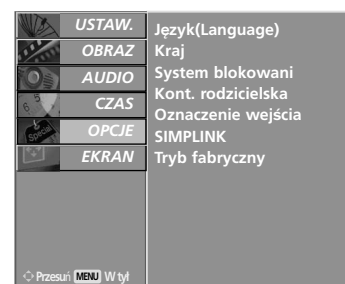 USTAW.
OBRAZ
AUDIO
CZAS
OPCJE
EKRAN
Język(Language)
Kraj
System blokowani
Kont. rodzicielska
Oznaczenie wejścia
SIMPLINK
Tryb fabryczny
Przesuń MENU W tył
Special